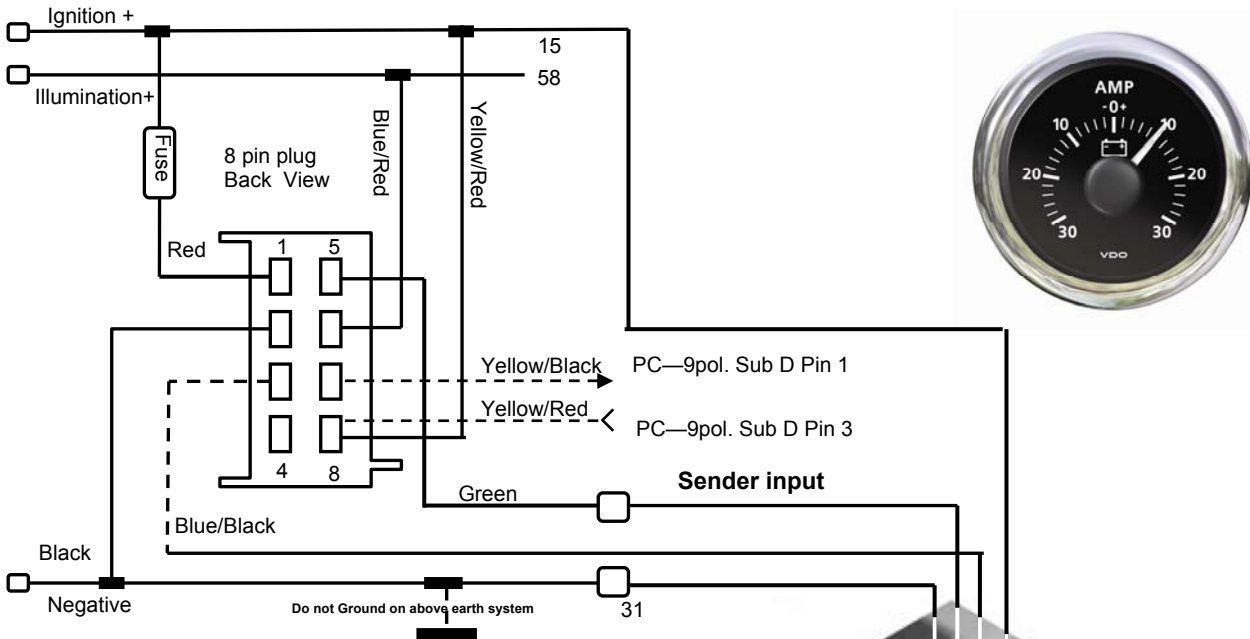 Ignition +
15
58
Illumination+
Fuse
8 pin plug
Back View
Blue/Red
Yellow/Red
Red
1 5
4 8
Yellow/Black
PC—9pol. Sub D Pin 1
Yellow/Red
PC—9pol. Sub D Pin 3
Sender input
Green
Blue/Black
Black
Negative
Do not Ground on above earth system
31
AMP
-0+
10 10
20 20
30 30
VDO